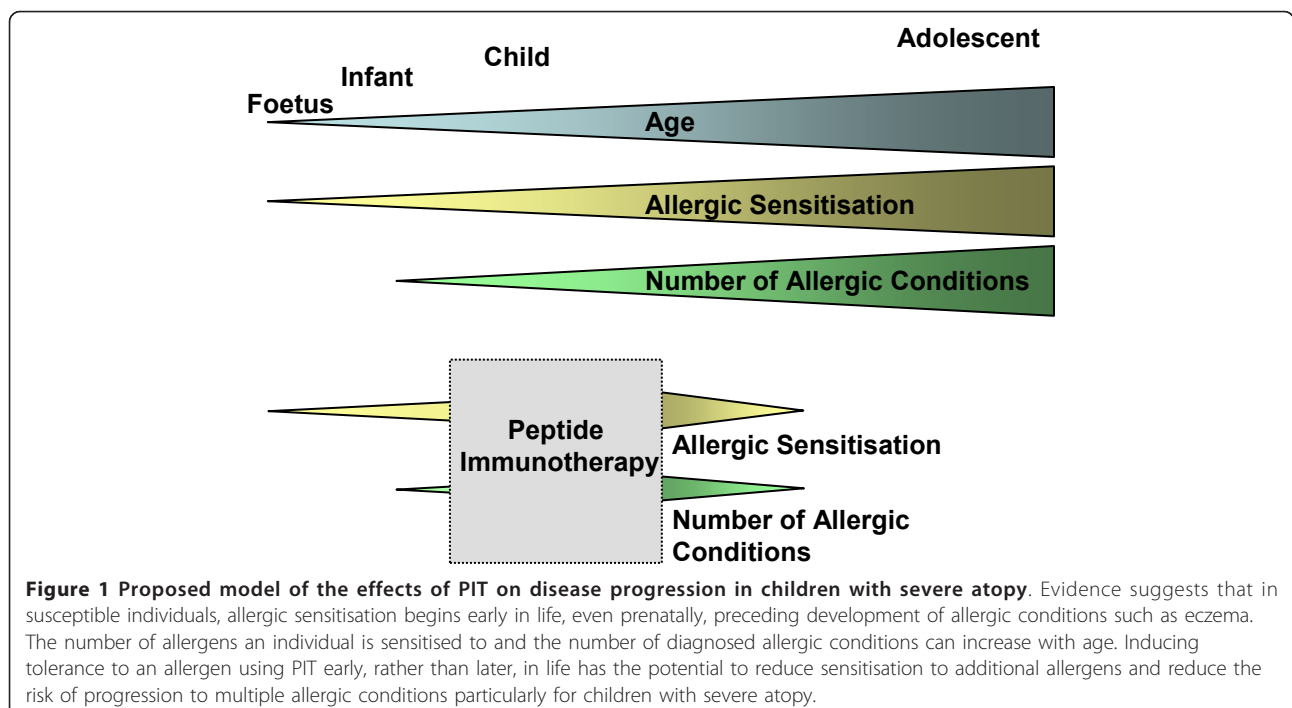 Adolescent
Child
Infant
Foetus
Age
Allergic Sensitisation
Number of Allergic Conditions
Peptide
Immunotherapy
Allergic Sensitisation
Number of Allergic
Conditions
Figure 1 Proposed model of the effects of PIT on disease progression in children with severe atopy. Evidence suggests that in
susceptible individuals, allergic sensitisation begins early in life, even prenatally, preceding development of allergic conditions such as eczema.
The number of allergens an individual is sensitised to and the number of diagnosed allergic conditions can increase with age. Inducing
tolerance to an allergen using PIT early, rather than later, in life has the potential to reduce sensitisation to additional allergens and reduce the
risk of progression to multiple allergic conditions particularly for children with severe atopy.